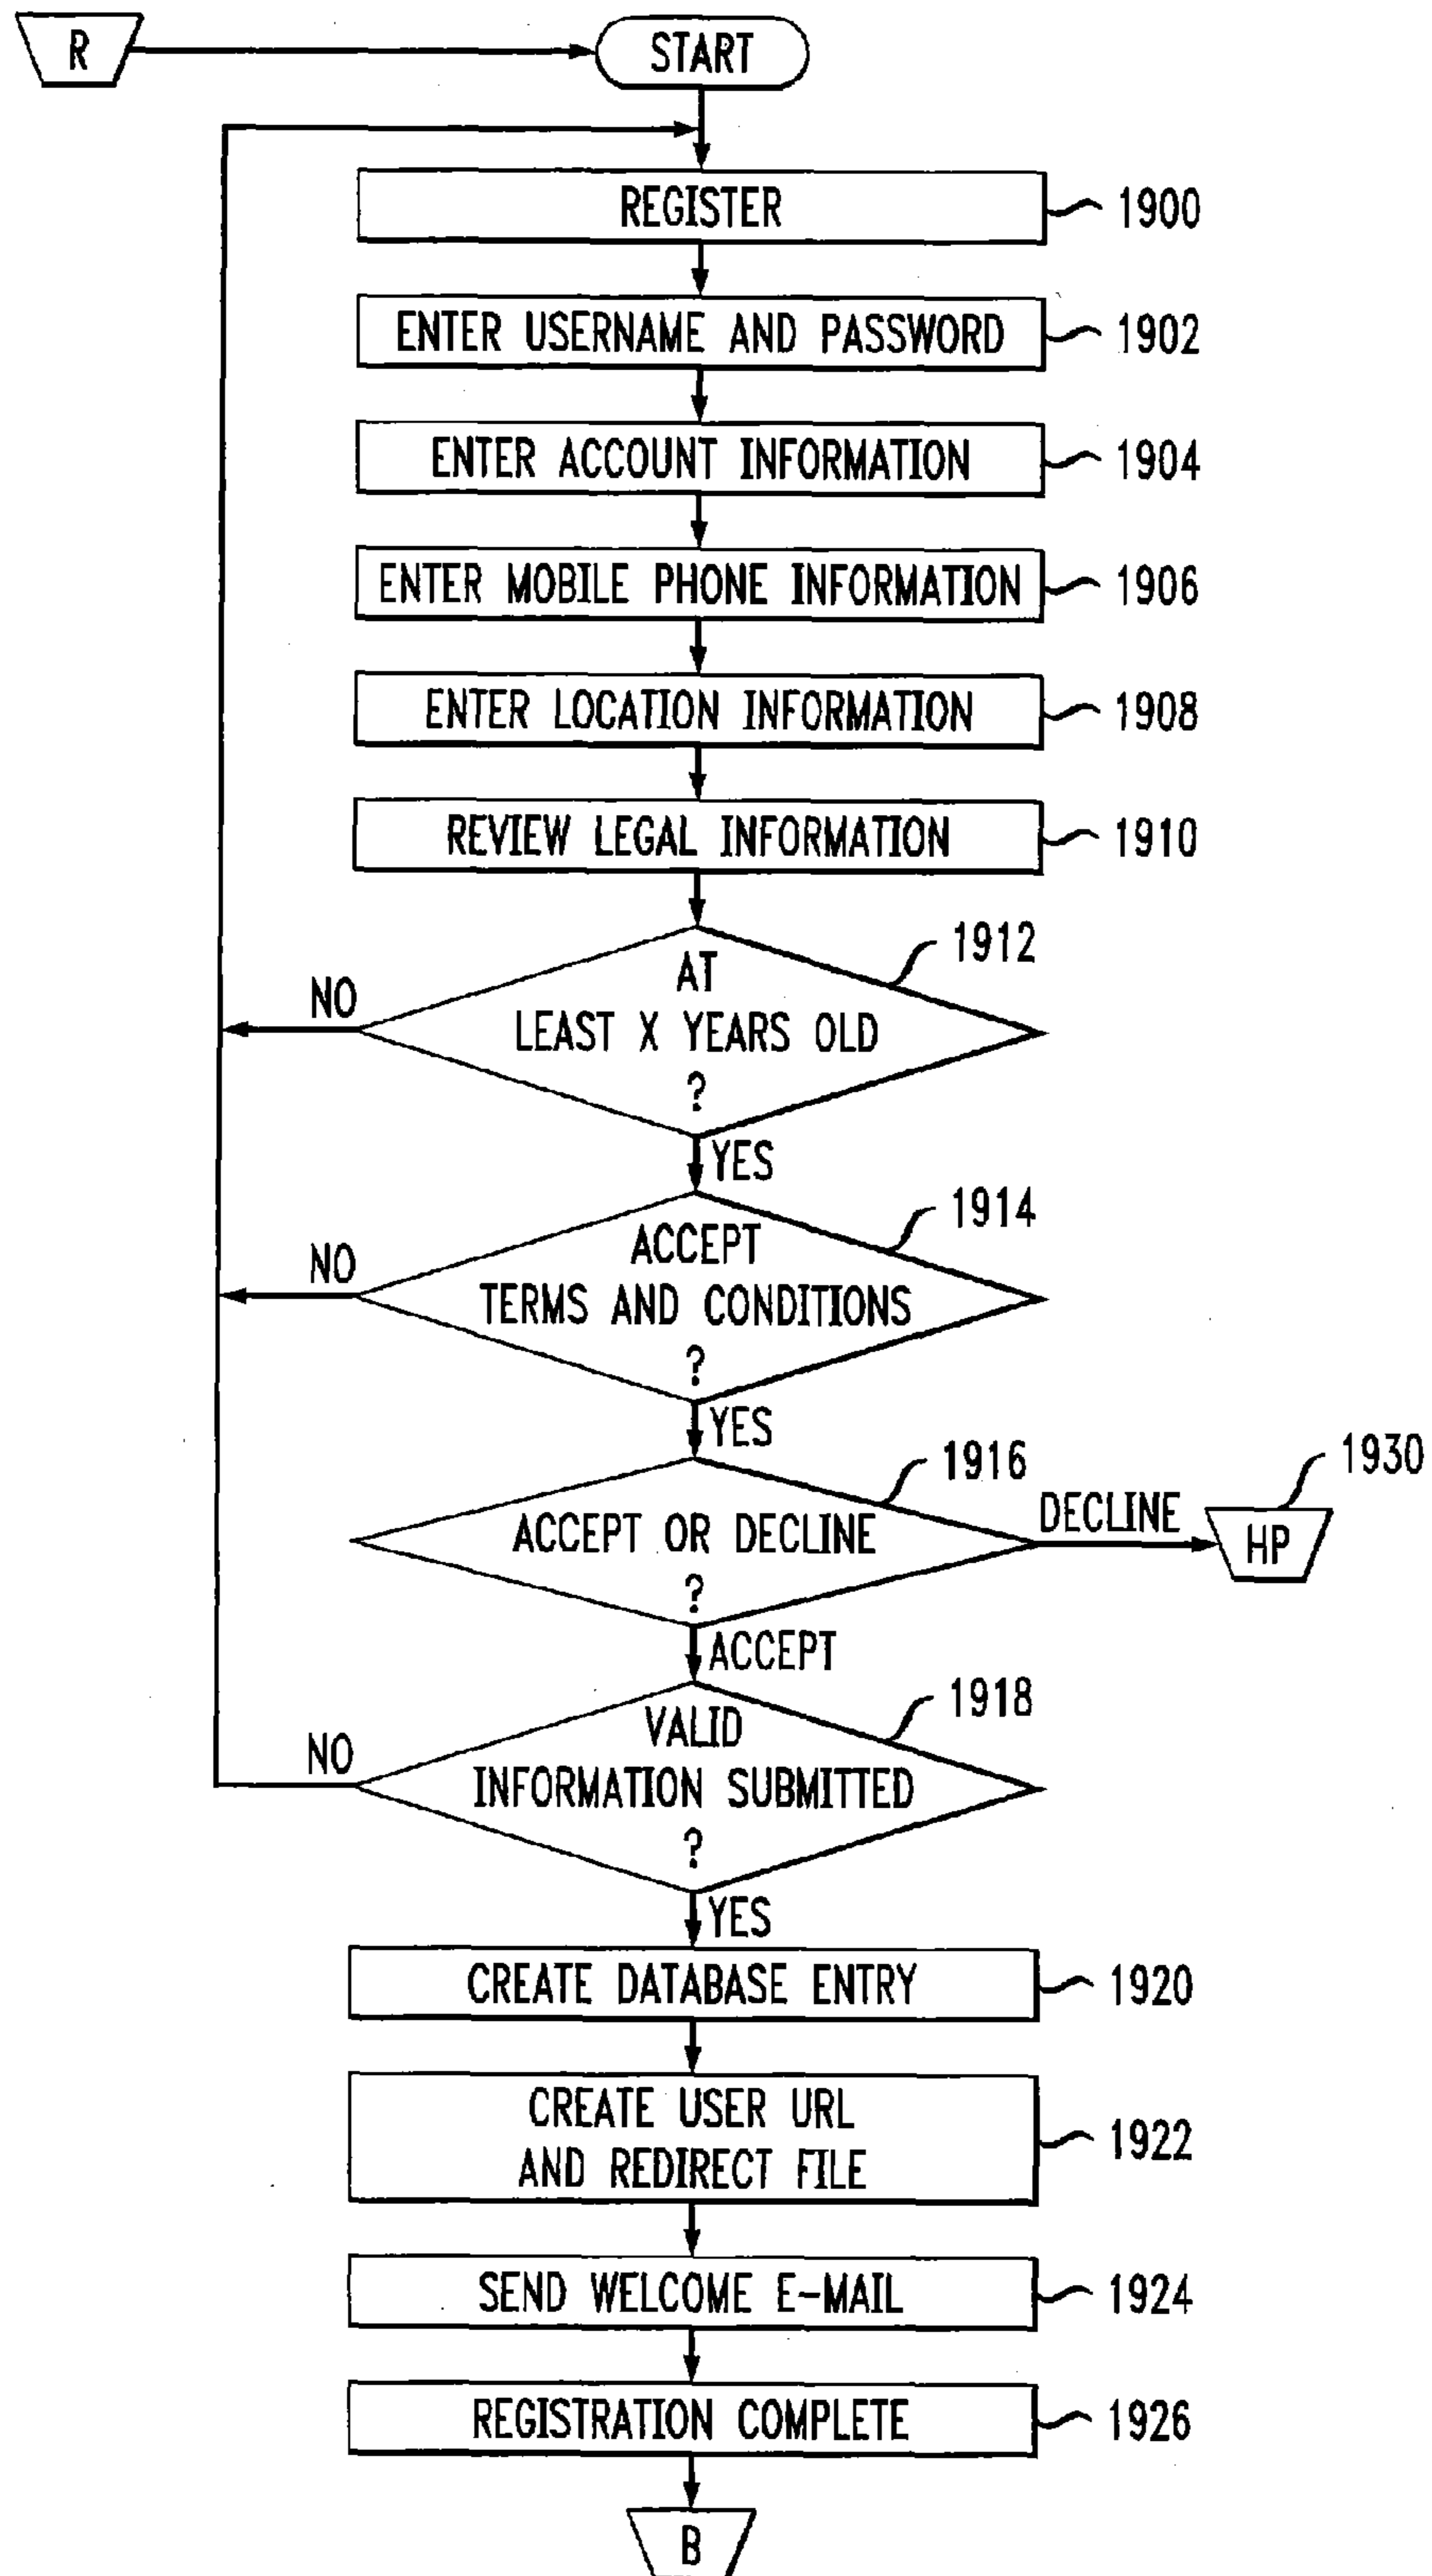 R
START
REGISTER
1900
ENTER USERNAME AND PASSWORD
1902
ENTER ACCOUNT INFORMATION
1904
ENTER MOBILE PHONE INFORMATION
1906
ENTER LOCATION INFORMATION
1908
REVIEW LEGAL INFORMATION
1910
1912
AT
LEAST X YEARS OLD
?
NO
YES
1914
ACCEPT
TERMS AND CONDITIONS
?
NO
YES
1916
ACCEPT OR DECLINE
?
DECLINE
1930
HP
ACCEPT
1918
VALID
INFORMATION SUBMITTED
?
NO
YES
CREATE DATABASE ENTRY
1920
CREATE USER URL
AND REDIRECT FILE
1922
SEND WELCOME E-MAIL
1924
REGISTRATION COMPLETE
1926
B